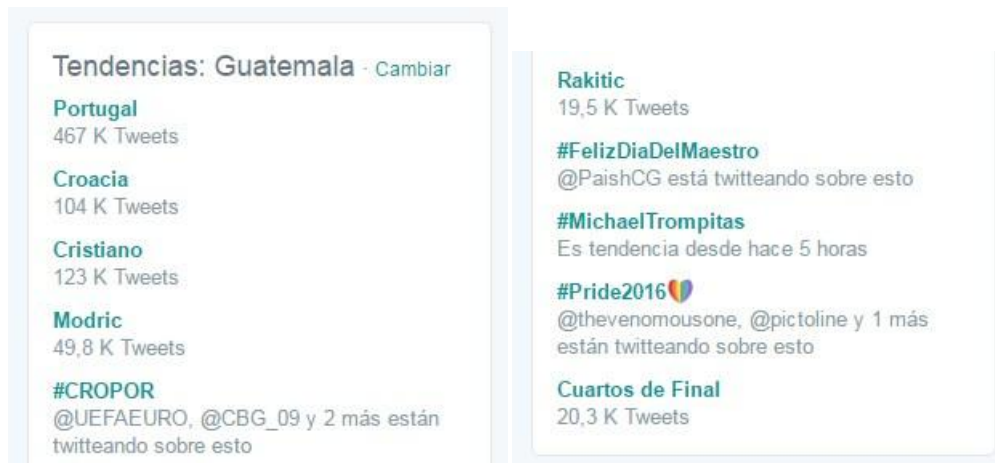 Tendencias: Guatemala · Cambiar
Portugal
467 K Tweets
Croacia
104 K Tweets
Cristiano
123 K Tweets
Modric
49,8 K Tweets
#CROPOR
@UEFAEURO, @CBG_09 y 2 más están
twitteando sobre esto
Rakitic
19,5 K Tweets
#FelizDiaDelMaestro
@PaishCG está twitteando sobre esto
#MichaelTrompitas
Es tendencia desde hace 5 horas
#Pride2016
@thevenomousone, @pictoline y 1 más
están twitteando sobre esto
Cuartos de Final
20,3 K Tweets